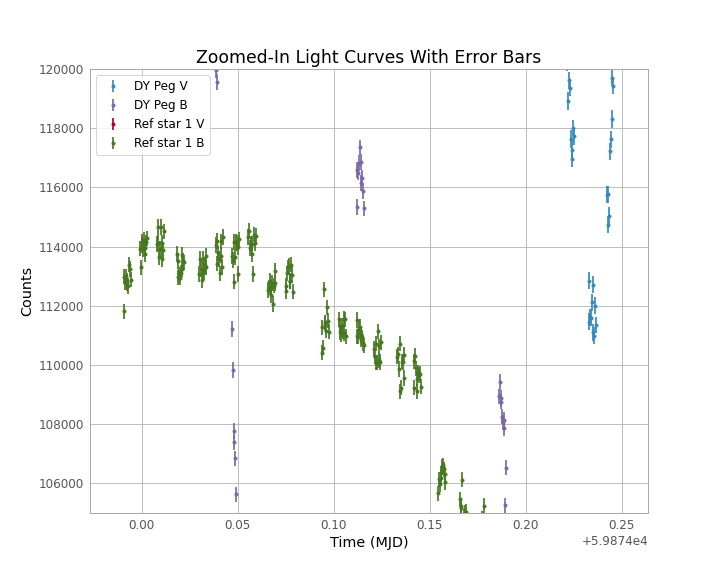 Zoomed-In Light Curves With Error Bars
120000
118000
116000
114000
112000
110000
108000
106000
Counts
DY Peg V
DY Peg B
Ref star 1 V
Ref star 1 B
0.00 0.05 0.10 0.15 0.20 0.25
+5.9874e4
Time (MJD)